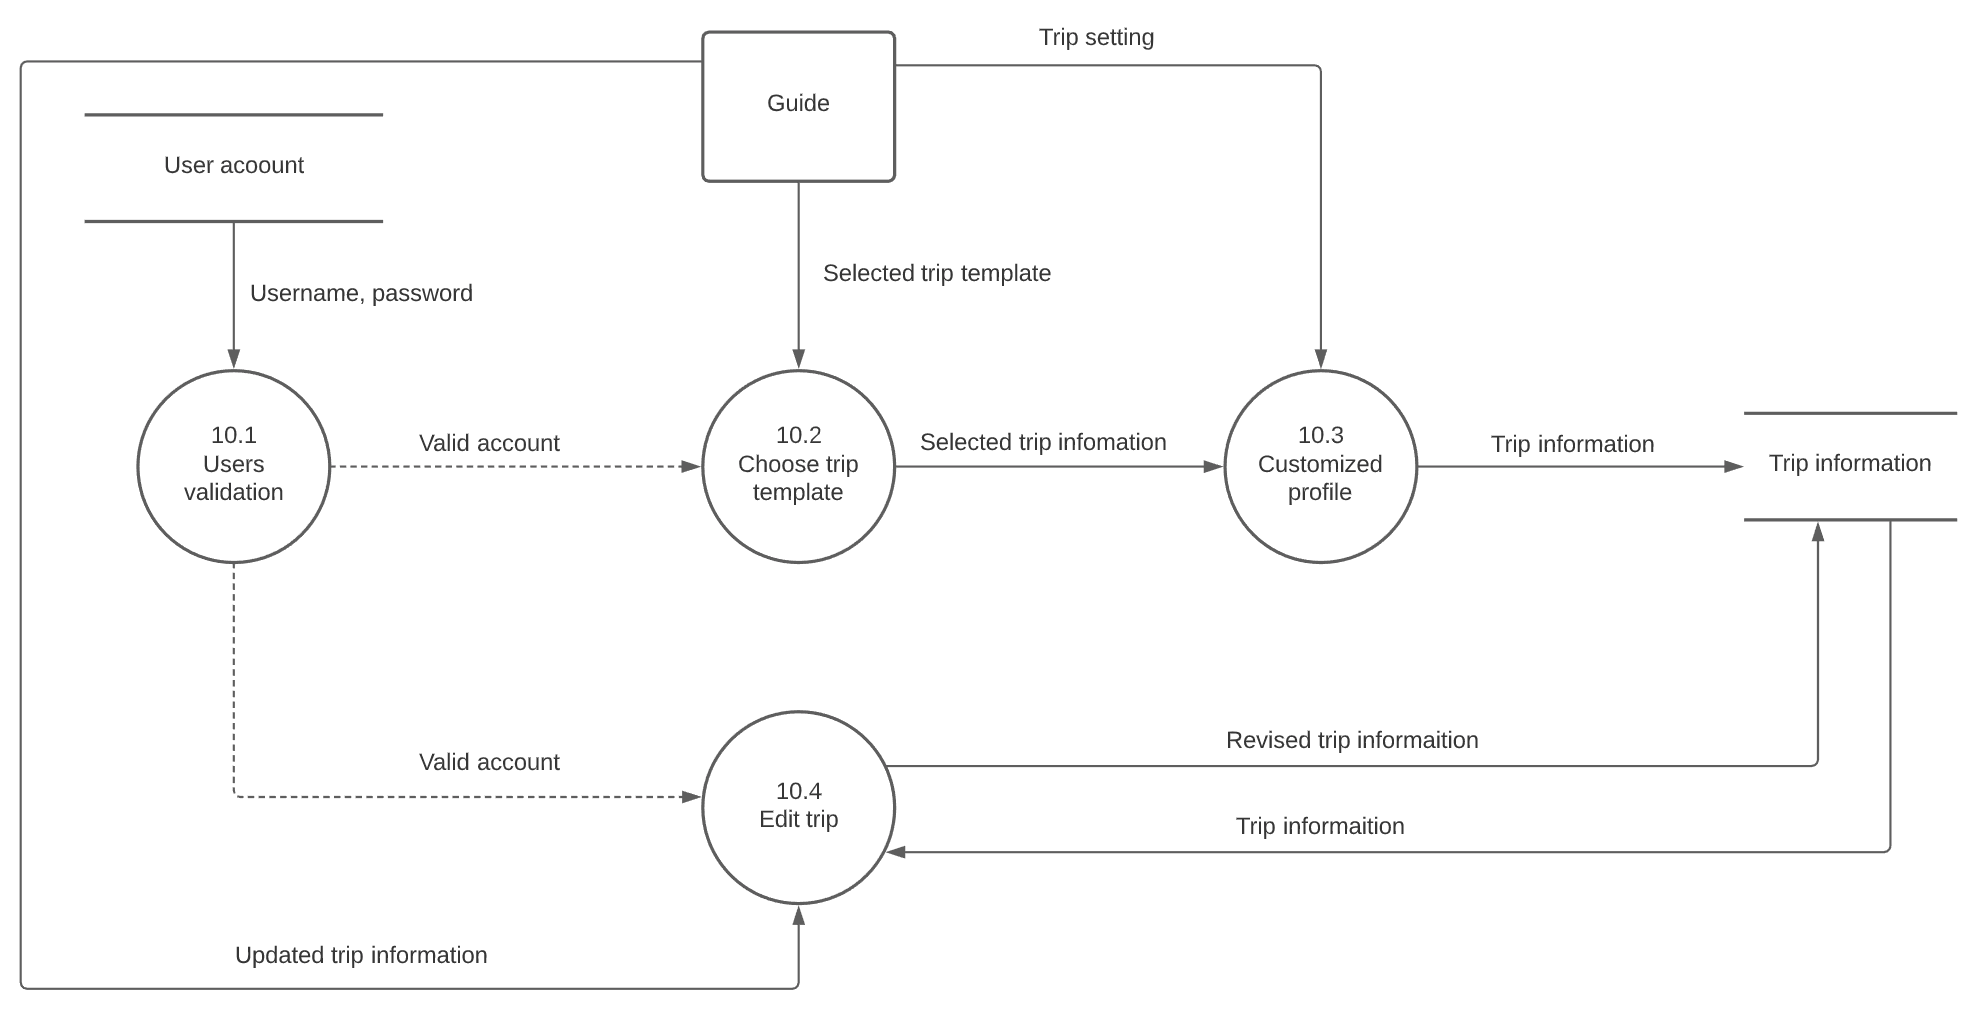 Trip setting
Guide
User acoount
Selected trip template
Username, password
10.1
Users
validation
Valid account
10.2
Choose trip
template
Selected trip infomation
10.3
Customized
profile
Trip information
Trip information
Revised trip informaition
Valid account
10.4
Edit trip
Trip informaition
Updated trip information